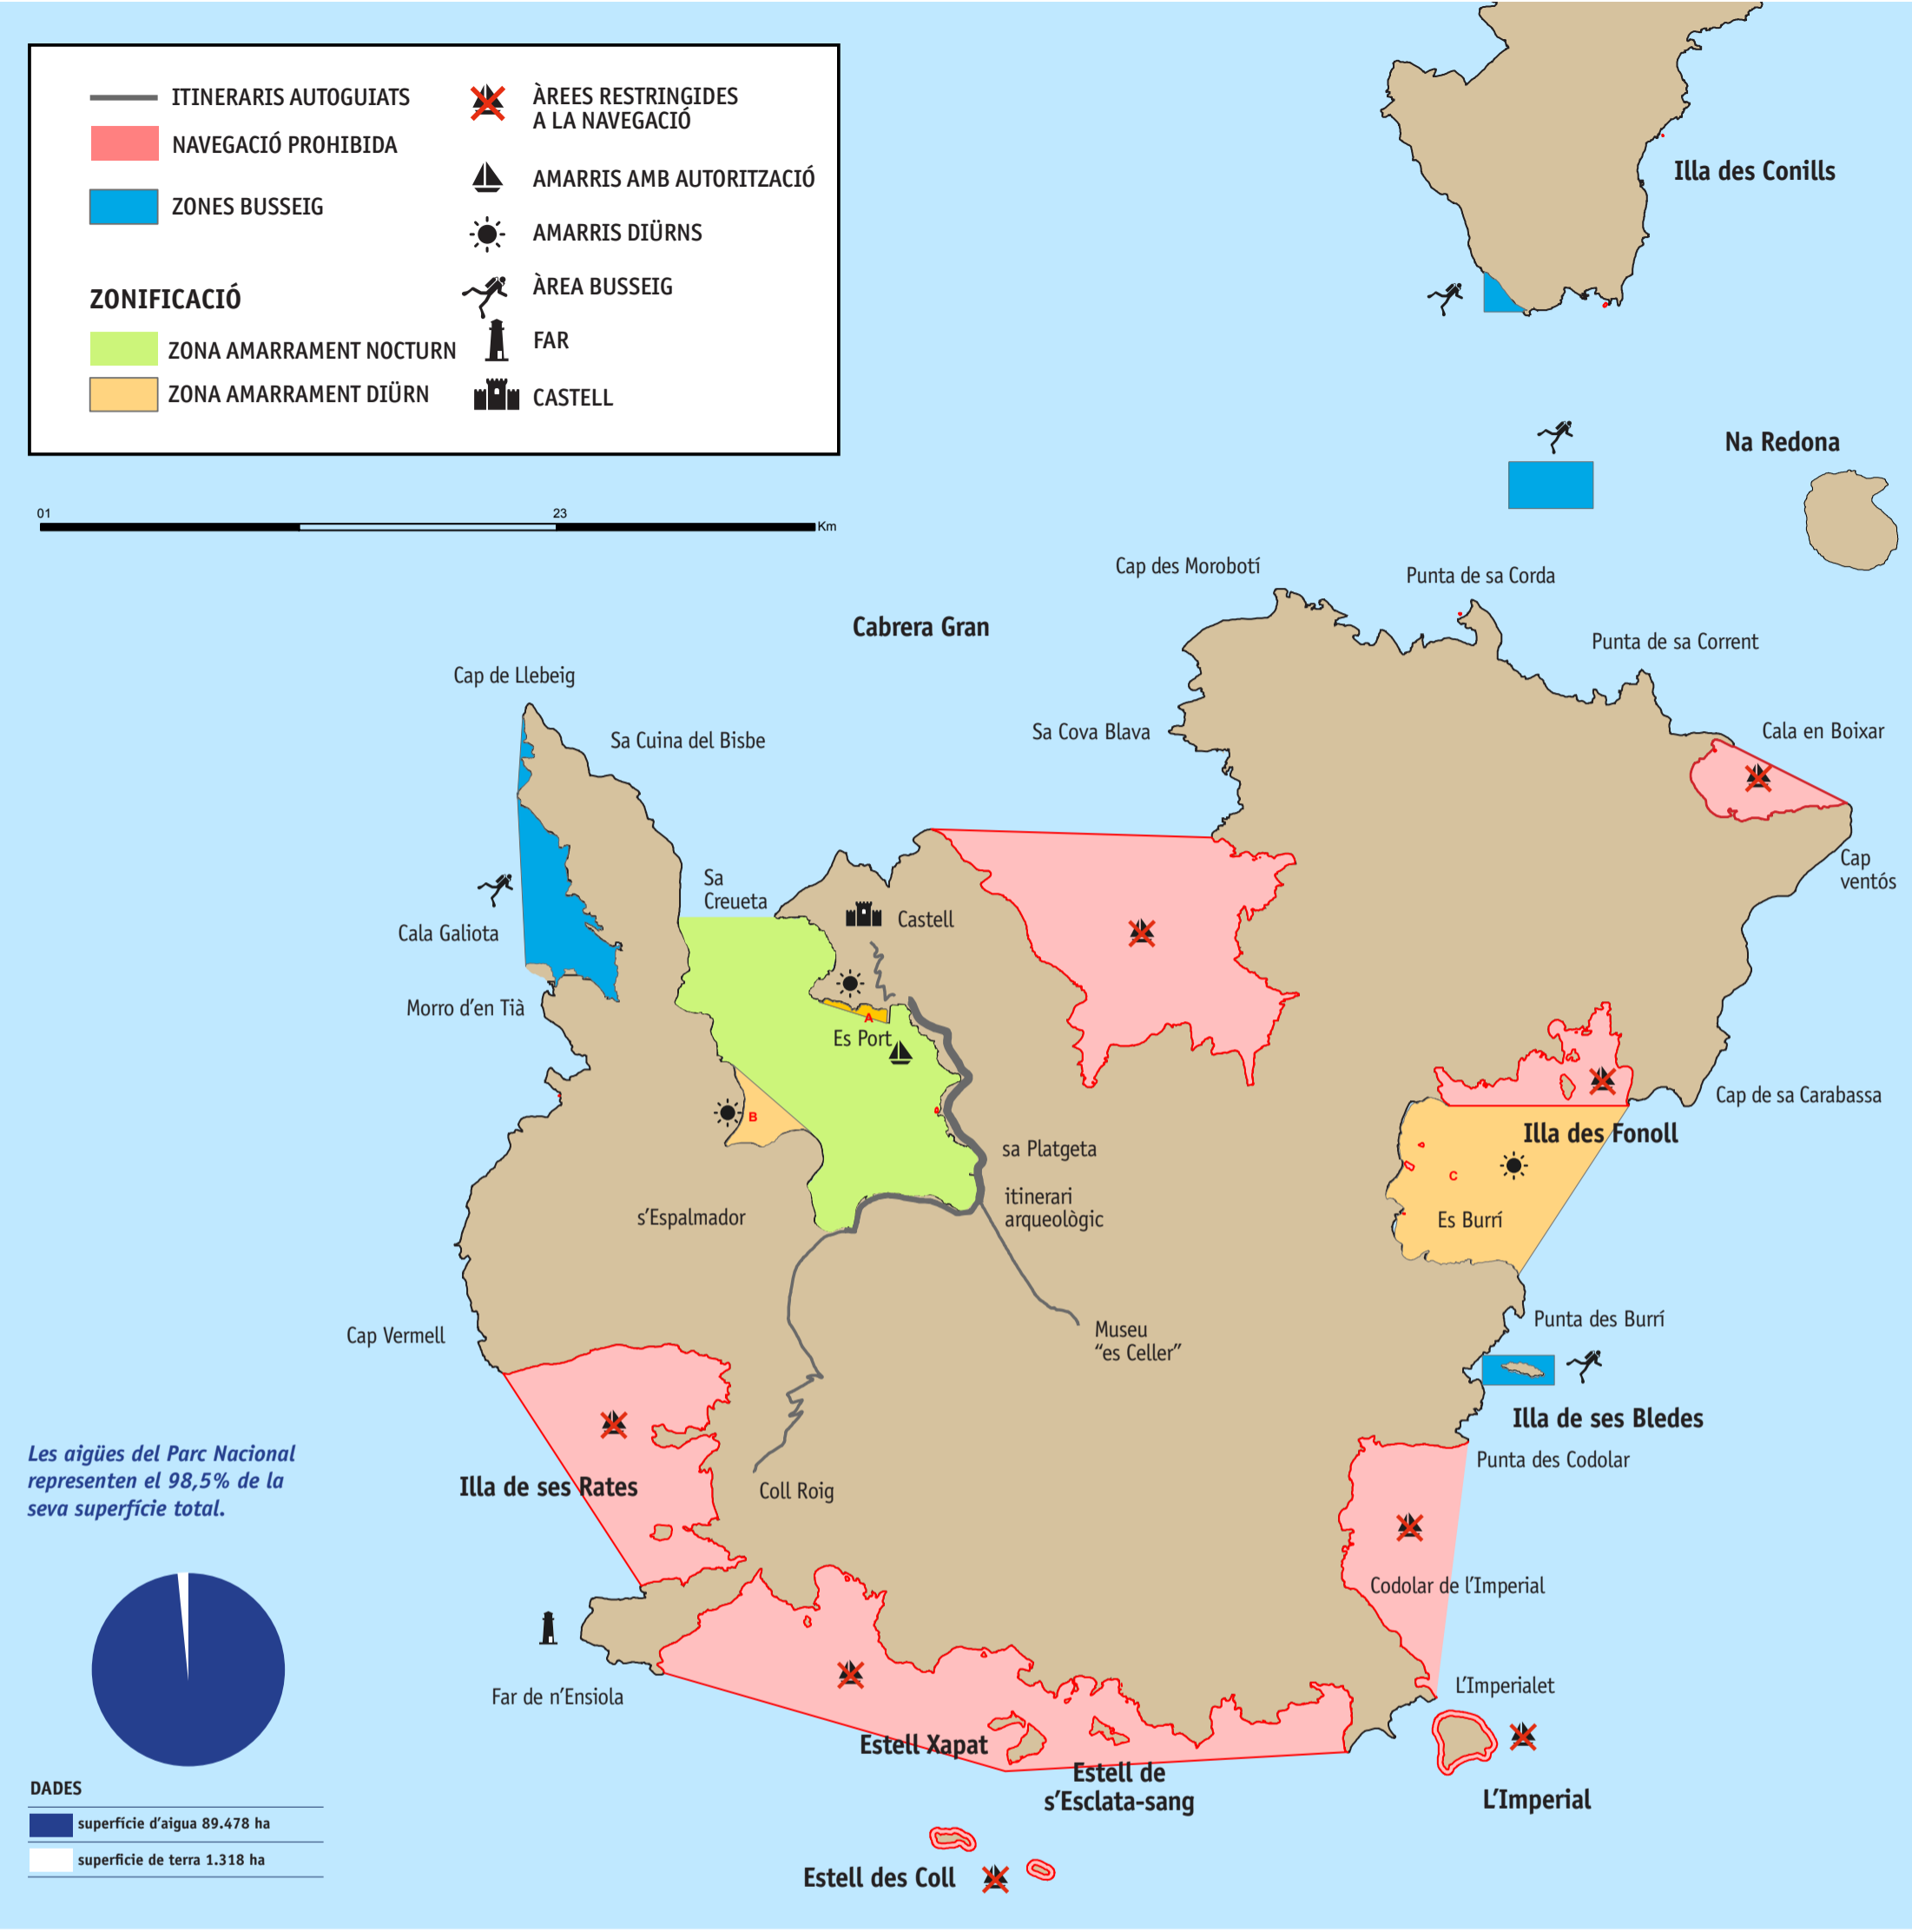 ITINERARIS AUTOGUIATS
NAVEGACIÓ PROHIBIDA
ZONES BUSSEIG
ZONIFICACIÓ
ZONA AMARRAMENT NOCTURN
ZONA AMARRAMENT DIÜRN
ÀREES RESTRINGIDES
A LA NAVEGACIÓ
AMARRIS AMB AUTORITZACIÓ
AMARRIS DIÜRNS
ÀREA BUSSEIG
FAR
CASTELL
01
23
Km
Illa des Conills
Na Redona
Cap des Morobotí
Punta de sa Corda
Cabrera Gran
Punta de sa Corrent
Cap de Llebeig
Sa Cuina del Bisbe
Sa Cova Blava
Cala en Boixar
Cap
ventós
Sa
Creueta
Castell
Cala Galiota
Morro d'en Tià
A
Es Port
B
Cap de sa Carabassa
Illa des Fonoll
sa Platgeta
C
itinerari
arqueològic
s'Espalmador
Es Burrí
Punta des Burrí
Cap Vermell
Museu
“es Celler”
Illa de ses Bledes
Punta des Codolar
Les aigües del Parc Nacional
representen el 98,5% de la
seva superfície total.
Illa de ses Rates
Coll Roig
Codolar de l'Imperial
Far de n'Ensiola
L'Imperialet
Estell Xapat
Estell de
s'Esclata-sang
L'Imperial
Estell des Coll
DADES
superfície d'aigua 89.478 ha
superficie de terra 1.318 ha